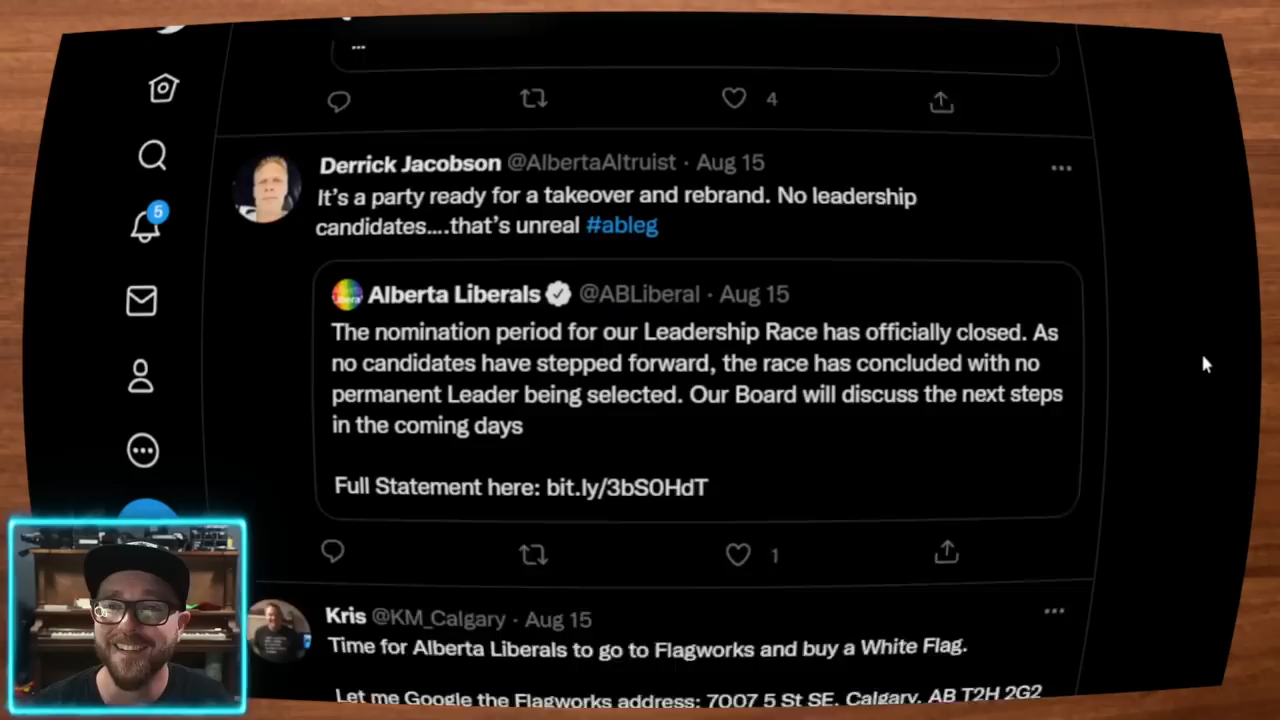 ...
4
Derrick Jacobson @AlbertaAltruist · Aug 15
It's a party ready for a takeover and rebrand. No leadership
candidates....that's unreal #ableg
5
Alberta Liberals @ABLiberal · Aug 15
The nomination period for our Leadership Race has officially closed. As
no candidates have stepped forward, the race has concluded with no
permanent Leader being selected. Our Board will discuss the next steps
in the coming days
Full Statement here: bit.ly/3bS0HdT
1
Kris @KM_Calgary · Aug 15
Time for Alberta Liberals to go to Flagworks and buy a White Flag.
Let me Google the Flagworks address: 7007 5 St SE, Calgary, AB T2H 2G2